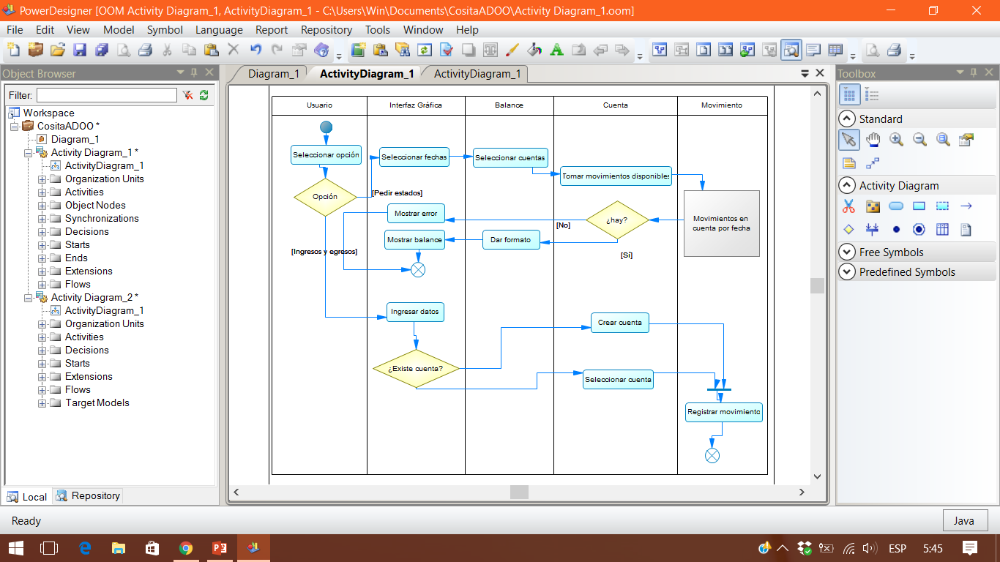 PowerDesigner [OOM Activity Diagram_1, ActivityDiagram_1 - C:\Users\Win\Documents\CositaADOO\Activity Diagram_1.oom]
File Edit View Model Symbol Language Report Repository Tools Window Help
Object Browser
Filter:
Workspace
CositaADOO *
Diagram_1
Activity Diagram_1 *
ActivityDiagram_1
Organization Units
Activities
Object Nodes
Synchronizations
Decisions
Starts
Ends
Extensions
Flows
Activity Diagram_2 *
ActivityDiagram_1
Organization Units
Activities
Decisions
Starts
Extensions
Flows
Target Models
Local Repository
Diagram_1 ActivityDiagram_1 ActivityDiagram_1
Usuario Interfaz Gráfica Balance Cuenta Movimiento
Seleccionar opción
Seleccionar fechas
Seleccionar cuentas
Tomar movimientos disponibles
Opción
[Pedir estados]
Mostrar error
¿hay?
Movimientos en
cuenta por fecha
[No]
Mostrar balance
Dar formato
[Ingresos y egresos]
[Sí]
Ingresar datos
Crear cuenta
¿Existe cuenta?
Seleccionar cuenta
Registrar movimiento
Toolbox
Standard
Activity Diagram
Free Symbols
Predefined Symbols
Ready
Java
ESP 5:45